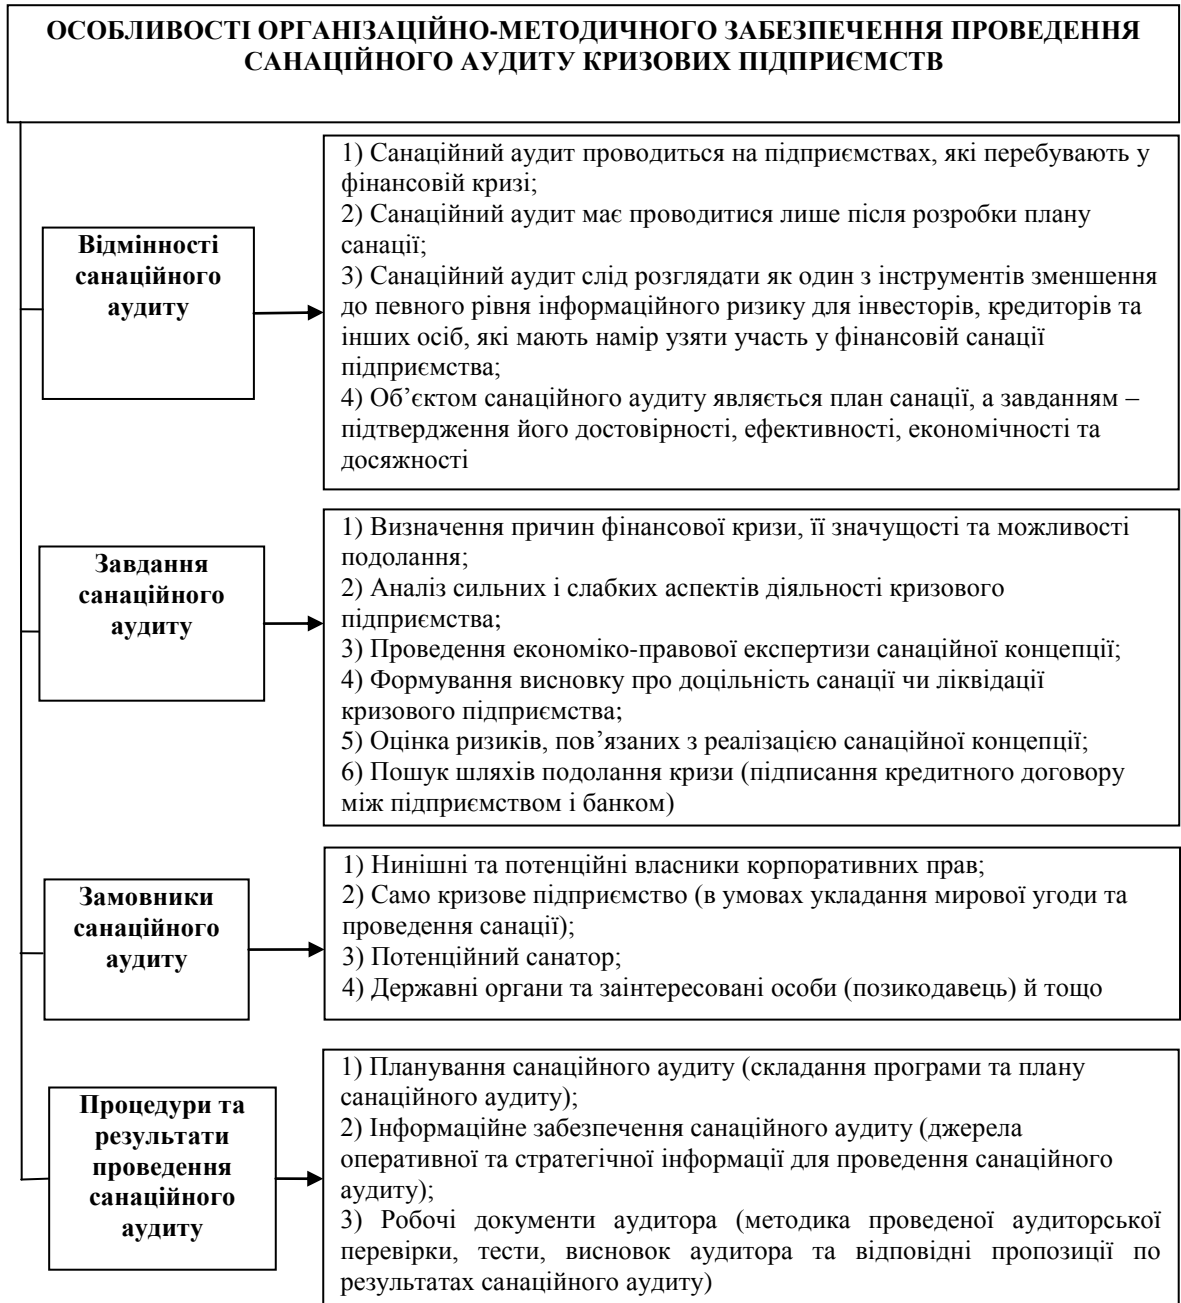 ОСОБЛИВОСТІ ОРГАНІЗАЦІЙНО-МЕТОДИЧНОГО ЗАБЕЗПЕЧЕННЯ ПРОВЕДЕННЯ
САНАЦІЙНОГО АУДИТУ КРИЗОВИХ ПІДПРИЄМСТВ
Відмінності
санаційного
аудиту
1) Санаційний аудит проводиться на підприємствах, які перебувають у
фінансовій кризі;
2) Санаційний аудит має проводитися лише після розробки плану
санації;
3) Санаційний аудит слід розглядати як один з інструментів зменшення
до певного рівня інформаційного ризику для інвесторів, кредиторів та
інших осіб, які мають намір узяти участь у фінансовій санації
підприємства;
4) Об’єктом санаційного аудиту являється план санації, а завданням –
підтвердження його достовірності, ефективності, економічності та
досяжності
Завдання
санаційного
аудиту
1) Визначення причин фінансової кризи, її значущості та можливості
подолання;
2) Аналіз сильних і слабких аспектів діяльності кризового
підприємства;
3) Проведення економіко-правової експертизи санаційної концепції;
4) Формування висновку про доцільність санації чи ліквідації
кризового підприємства;
5) Оцінка ризиків, пов’язаних з реалізацією санаційної концепції;
6) Пошук шляхів подолання кризи (підписання кредитного договору
між підприємством і банком)
Замовники
санаційного
аудиту
1) Нинішні та потенційні власники корпоративних прав;
2) Само кризове підприємство (в умовах укладання мирової угоди та
проведення санації);
3) Потенційний санатор;
4) Державні органи та заінтересовані особи (позикодавець) й тощо
Процедури та
результати
проведення
санаційного
аудиту
1) Планування санаційного аудиту (складання програми та плану
санаційного аудиту);
2) Інформаційне забезпечення санаційного аудиту (джерела
оперативної та стратегічної інформації для проведення санаційного
аудиту);
3) Робочі документи аудитора (методика проведеної аудиторської
перевірки, тести, висновок аудитора та відповідні пропозиції по
результатах санаційного аудиту)